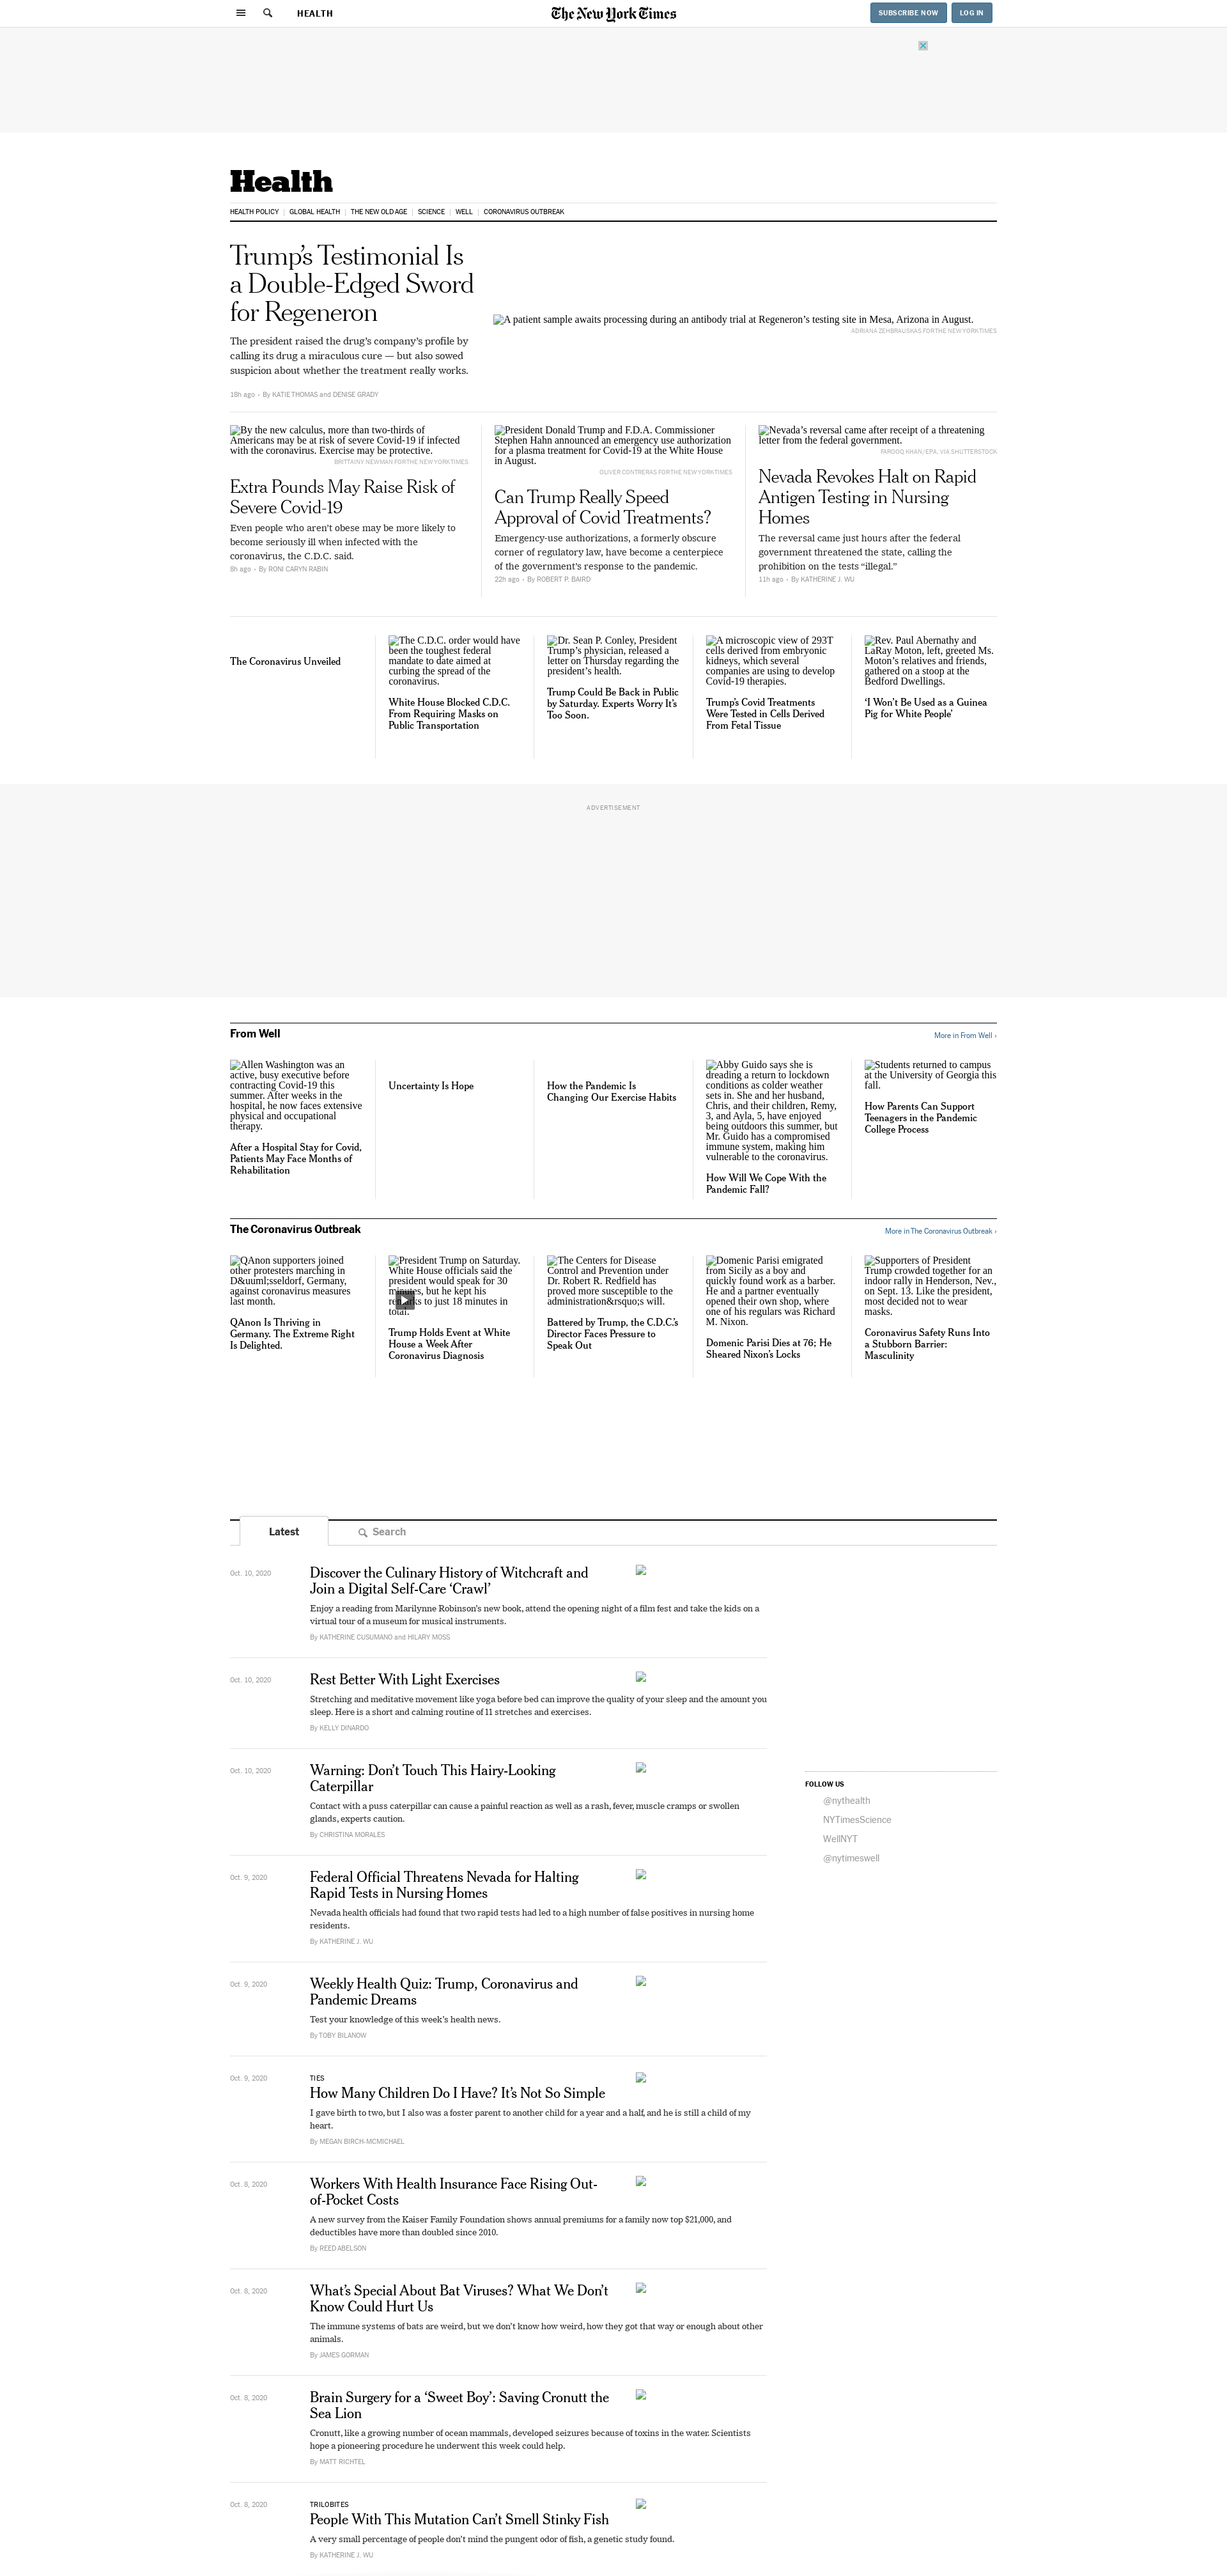 HEALTH
The New York Times
SUBSCRIBE NOW
LOG IN
Health
HEALTH POLICY
GLOBAL HEALTH
THE NEW OLD AGE
SCIENCE
WELL
CORONAVIRUS OUTBREAK
Trump’s Testimonial Is
a Double-Edged Sword
for Regeneron
The president raised the drug’s company’s profile by
calling its drug a miraculous cure — but also sowed
suspicion about whether the treatment really works.
18h ago • By KATIE THOMAS and DENISE GRADY
A patient sample awaits processing during an antibody trial at Regeneron’s testing site in Mesa, Arizona in August.
ADRIANA ZEHBRAUSKAS FOR THE NEW YORK TIMES
By the new calculus, more than two-thirds of
Americans may be at risk of severe Covid-19 if infected
with the coronavirus. Exercise may be protective.
BRITTAINY NEWMAN FOR THE NEW YORK TIMES
Extra Pounds May Raise Risk of
Severe Covid-19
Even people who aren’t obese may be more likely to
become seriously ill when infected with the
coronavirus, the C.D.C. said.
8h ago • By RONI CARYN RABIN
President Donald Trump and F.D.A. Commissioner
Stephen Hahn announced an emergency use authorization
for a plasma treatment for Covid-19 at the White House
in August.
OLIVER CONTRERAS FOR THE NEW YORK TIMES
Can Trump Really Speed
Approval of Covid Treatments?
Emergency-use authorizations, a formerly obscure
corner of regulatory law, have become a centerpiece
of the government’s response to the pandemic.
22h ago • By ROBERT P. BAIRD
Nevada’s reversal came after receipt of a threatening
letter from the federal government.
FAROOQ KHAN/EPA, VIA SHUTTERSTOCK
Nevada Revokes Halt on Rapid
Antigen Testing in Nursing
Homes
The reversal came just hours after the federal
government threatened the state, calling the
prohibition on the tests “illegal.”
11h ago • By KATHERINE J. WU
The Coronavirus Unveiled
The C.D.C. order would have
been the toughest federal
mandate to date aimed at
curbing the spread of the
coronavirus.
White House Blocked C.D.C.
From Requiring Masks on
Public Transportation
Dr. Sean P. Conley, President
Trump’s physician, released a
letter on Thursday regarding the
president’s health.
Trump Could Be Back in Public
by Saturday. Experts Worry It’s
Too Soon.
A microscopic view of 293T
cells derived from embryonic
kidneys, which several
companies are using to develop
Covid-19 therapies.
Trump’s Covid Treatments
Were Tested in Cells Derived
From Fetal Tissue
Rev. Paul Abernathy and
LaRay Moton, left, greeted Ms.
Moton’s relatives and friends,
gathered on a stoop at the
Bedford Dwellings.
‘I Won’t Be Used as a Guinea
Pig for White People’
ADVERTISEMENT
From Well
More in From Well ›
Allen Washington was an
active, busy executive before
contracting Covid-19 this
summer. After weeks in the
hospital, he now faces extensive
physical and occupational
therapy.
After a Hospital Stay for Covid,
Patients May Face Months of
Rehabilitation
Uncertainty Is Hope
How the Pandemic Is
Changing Our Exercise Habits
Abby Guido says she is
dreading a return to lockdown
conditions as colder weather
sets in. She and her husband,
Chris, and their children, Remy,
3, and Ayla, 5, have enjoyed
being outdoors this summer, but
Mr. Guido has a compromised
immune system, making him
vulnerable to the coronavirus.
How Will We Cope With the
Pandemic Fall?
Students returned to campus
at the University of Georgia this
fall.
How Parents Can Support
Teenagers in the Pandemic
College Process
The Coronavirus Outbreak
More in The Coronavirus Outbreak ›
QAnon supporters joined
other protesters marching in
D&uuml;sseldorf, Germany,
against coronavirus measures
last month.
QAnon Is Thriving in
Germany. The Extreme Right
Is Delighted.
President Trump on Saturday.
White House officials said the
president would speak for 30
minutes, but he kept his
remarks to just 18 minutes in
total.
Trump Holds Event at White
House a Week After
Coronavirus Diagnosis
The Centers for Disease
Control and Prevention under
Dr. Robert R. Redfield has
proved more susceptible to the
administration&rsquo;s will.
Battered by Trump, the C.D.C.’s
Director Faces Pressure to
Speak Out
Domenic Parisi emigrated
from Sicily as a boy and
quickly found work as a barber.
He and a partner eventually
opened their own shop, where
one of his regulars was Richard
M. Nixon.
Domenic Parisi Dies at 76; He
Sheared Nixon’s Locks
Supporters of President
Trump crowded together for an
indoor rally in Henderson, Nev.,
on Sept. 13. Like the president,
most decided not to wear
masks.
Coronavirus Safety Runs Into
a Stubborn Barrier:
Masculinity
Latest
Search
Oct. 10, 2020
Discover the Culinary History of Witchcraft and
Join a Digital Self-Care ‘Crawl’
Enjoy a reading from Marilynne Robinson’s new book, attend the opening night of a film fest and take the kids on a
virtual tour of a museum for musical instruments.
By KATHERINE CUSUMANO and HILARY MOSS
Oct. 10, 2020
Rest Better With Light Exercises
Stretching and meditative movement like yoga before bed can improve the quality of your sleep and the amount you
sleep. Here is a short and calming routine of 11 stretches and exercises.
By KELLY DINARDO
Oct. 10, 2020
Warning: Don’t Touch This Hairy-Looking
Caterpillar
Contact with a puss caterpillar can cause a painful reaction as well as a rash, fever, muscle cramps or swollen
glands, experts caution.
By CHRISTINA MORALES
FOLLOW US
@nythealth
NYTimesScience
WellNYT
@nytimeswell
Oct. 9, 2020
Federal Official Threatens Nevada for Halting
Rapid Tests in Nursing Homes
Nevada health officials had found that two rapid tests had led to a high number of false positives in nursing home
residents.
By KATHERINE J. WU
Oct. 9, 2020
Weekly Health Quiz: Trump, Coronavirus and
Pandemic Dreams
Test your knowledge of this week’s health news.
By TOBY BILANOW
Oct. 9, 2020
TIES
How Many Children Do I Have? It’s Not So Simple
I gave birth to two, but I also was a foster parent to another child for a year and a half, and he is still a child of my
heart.
By MEGAN BIRCH-MCMICHAEL
Oct. 8, 2020
Workers With Health Insurance Face Rising Out-
of-Pocket Costs
A new survey from the Kaiser Family Foundation shows annual premiums for a family now top $21,000, and
deductibles have more than doubled since 2010.
By REED ABELSON
Oct. 8, 2020
What’s Special About Bat Viruses? What We Don’t
Know Could Hurt Us
The immune systems of bats are weird, but we don’t know how weird, how they got that way or enough about other
animals.
By JAMES GORMAN
Oct. 8, 2020
Brain Surgery for a ‘Sweet Boy’: Saving Cronutt the
Sea Lion
Cronutt, like a growing number of ocean mammals, developed seizures because of toxins in the water. Scientists
hope a pioneering procedure he underwent this week could help.
By MATT RICHTEL
Oct. 8, 2020
TRILOBITES
People With This Mutation Can’t Smell Stinky Fish
A very small percentage of people don’t mind the pungent odor of fish, a genetic study found.
By KATHERINE J. WU